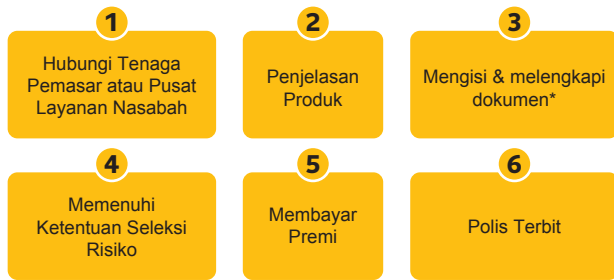 1
Hubungi Tenaga
Pemasar atau Pusat
Layanan Nasabah
2
Penjelasan
Produk
3
Mengisi & melengkapi
dokumen*
4
Memenuhi
Ketentuan Seleksi
Risiko
5
Membayar
Premi
6
Polis Terbit